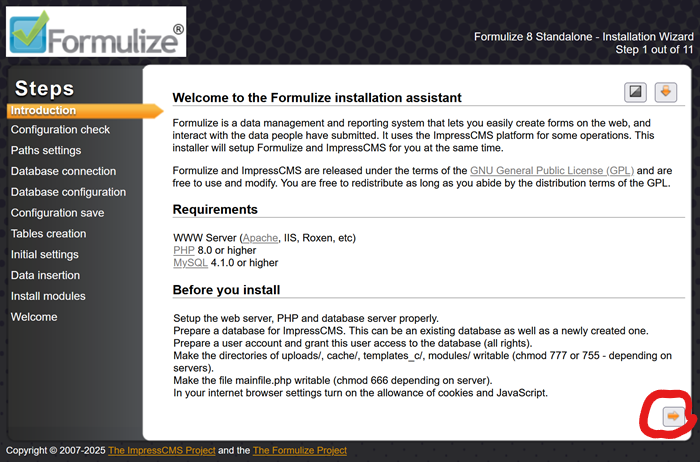 Formulize®
Formulize 8 Standalone - Installation Wizard
Step 1 out of 11
Steps
Introduction
Configuration check
Paths settings
Database connection
Database configuration
Configuration save
Tables creation
Initial settings
Data insertion
Install modules
Welcome
Welcome to the Formulize installation assistant
Formulize is a data management and reporting system that lets you easily create forms on the web, and
interact with the data people have submitted. It uses the ImpressCMS platform for some operations. This
installer will setup Formulize and ImpressCMS for you at the same time.
Formulize and ImpressCMS are released under the terms of the GNU General Public License (GPL) and are
free to use and modify. You are free to redistribute as long as you abide by the distribution terms of the GPL.
Requirements
WWW Server (Apache, IIS, Roxen, etc)
PHP 8.0 or higher
MySQL 4.1.0 or higher
Before you install
Setup the web server, PHP and database server properly.
Prepare a database for ImpressCMS. This can be an existing database as well as a newly created one.
Prepare a user account and grant this user access to the database (all rights).
Make the directories of uploads/, cache/, templates_c/, modules/ writable (chmod 777 or 755 - depending on
servers).
Make the file mainfile.php writable (chmod 666 depending on server).
In your internet browser settings turn on the allowance of cookies and JavaScript.
Copyright © 2007-2025 The ImpressCMS Project and the The Formulize Project